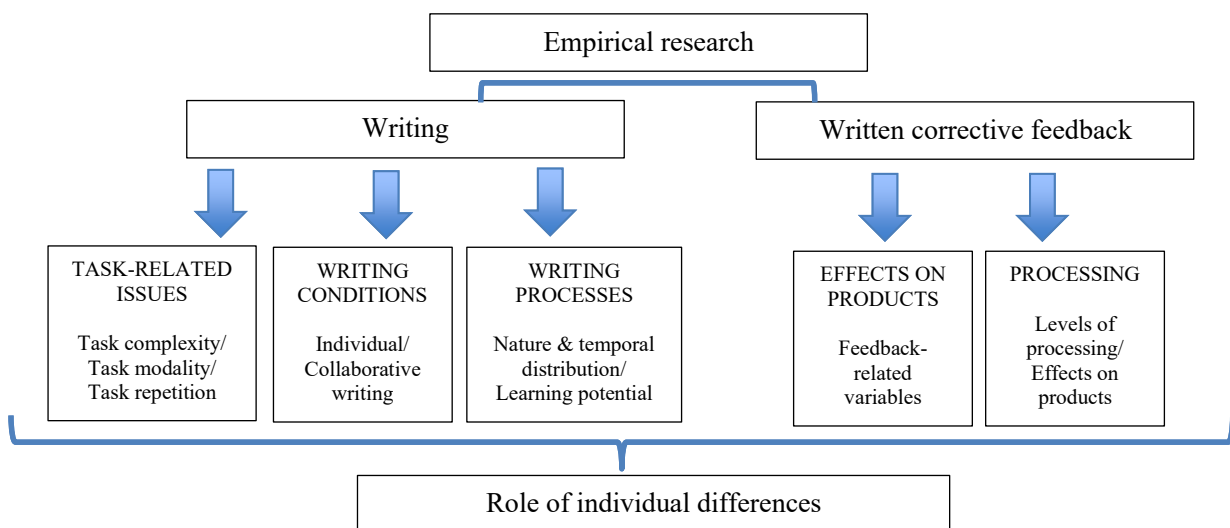 Empirical research
Writing
Written corrective feedback
TASK-RELATED
ISSUES
Task complexity/
Task modality/
Task repetition
WRITING
CONDITIONS
Individual/
Collaborative
writing
WRITING
PROCESSES
Nature & temporal
distribution/
Learning potential
EFFECTS ON
PRODUCTS
Feedback-
related
variables
PROCESSING
Levels of
processing/
Effects on
products
Role of individual differences